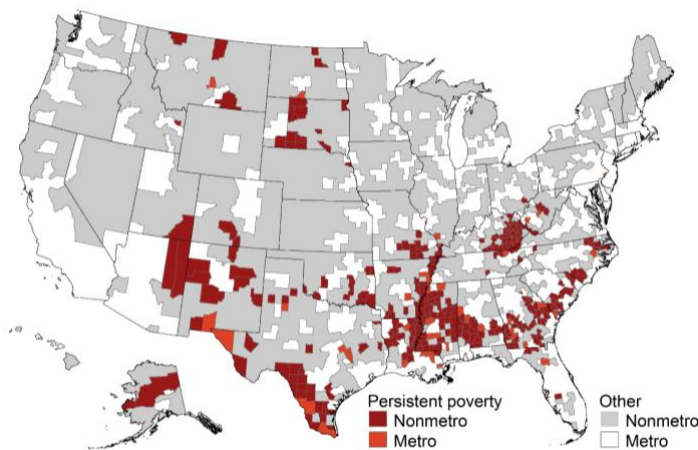 Persistent poverty
Nonmetro
Metro
Other
Nonmetro
Metro